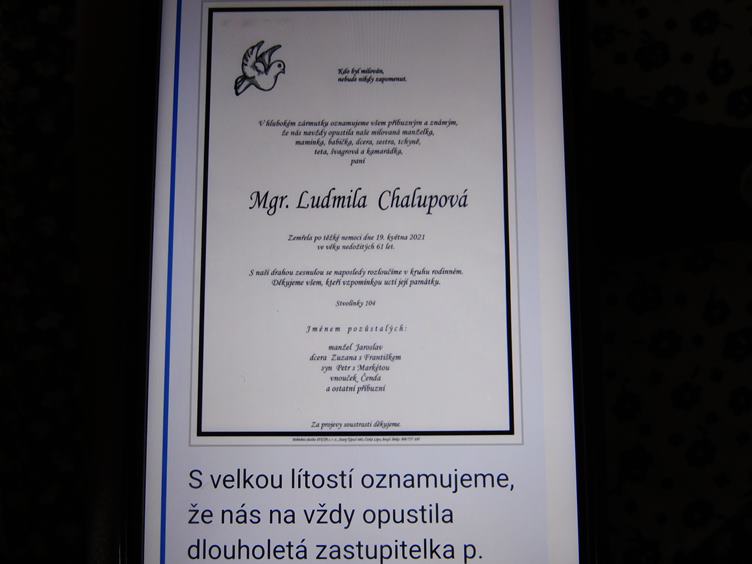 Kdo byl milován,
nebude nikdy zapomenut.
V hlubokém zármutku oznamujeme všem příbuzným a známým,
že nás navždy opustila naše milovaná manželka,
maminka, babička, dcera, sestra, tchyně,
teta, švagrová a kamarádka,
paní
Mgr. Ludmila Chalupová
Zemřela po těžké nemoci dne 19. května 2021
ve věku nedožitých 61 let.
S naší drahou zesnulou se naposledy rozloučíme v kruhu rodinném.
Děkujeme všem, kteří vzpomínkou uctí její památku.
Stvolínky 104
Jménem pozůstalých:
manžel Jaroslav
dcera Zuzana s Františkem
syn Petr s Markétou
vnouček Čenda
a ostatní příbuzní
Za projevy soustrasti děkujeme.
S velkou lítostí oznamujeme,
že nás na vždy opustila
dlouholetá zastupitelka p.